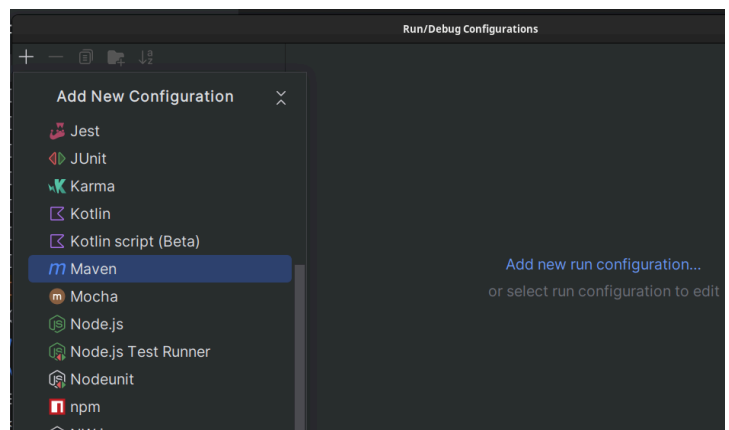 Run/Debug Configurations
Add New Configuration
Jest
JUnit
Karma
Kotlin
Kotlin script (Beta)
Maven
Mocha
Node.js
Node.js Test Runner
Nodeunit
npm
Add new run configuration...
or select run configuration to edit